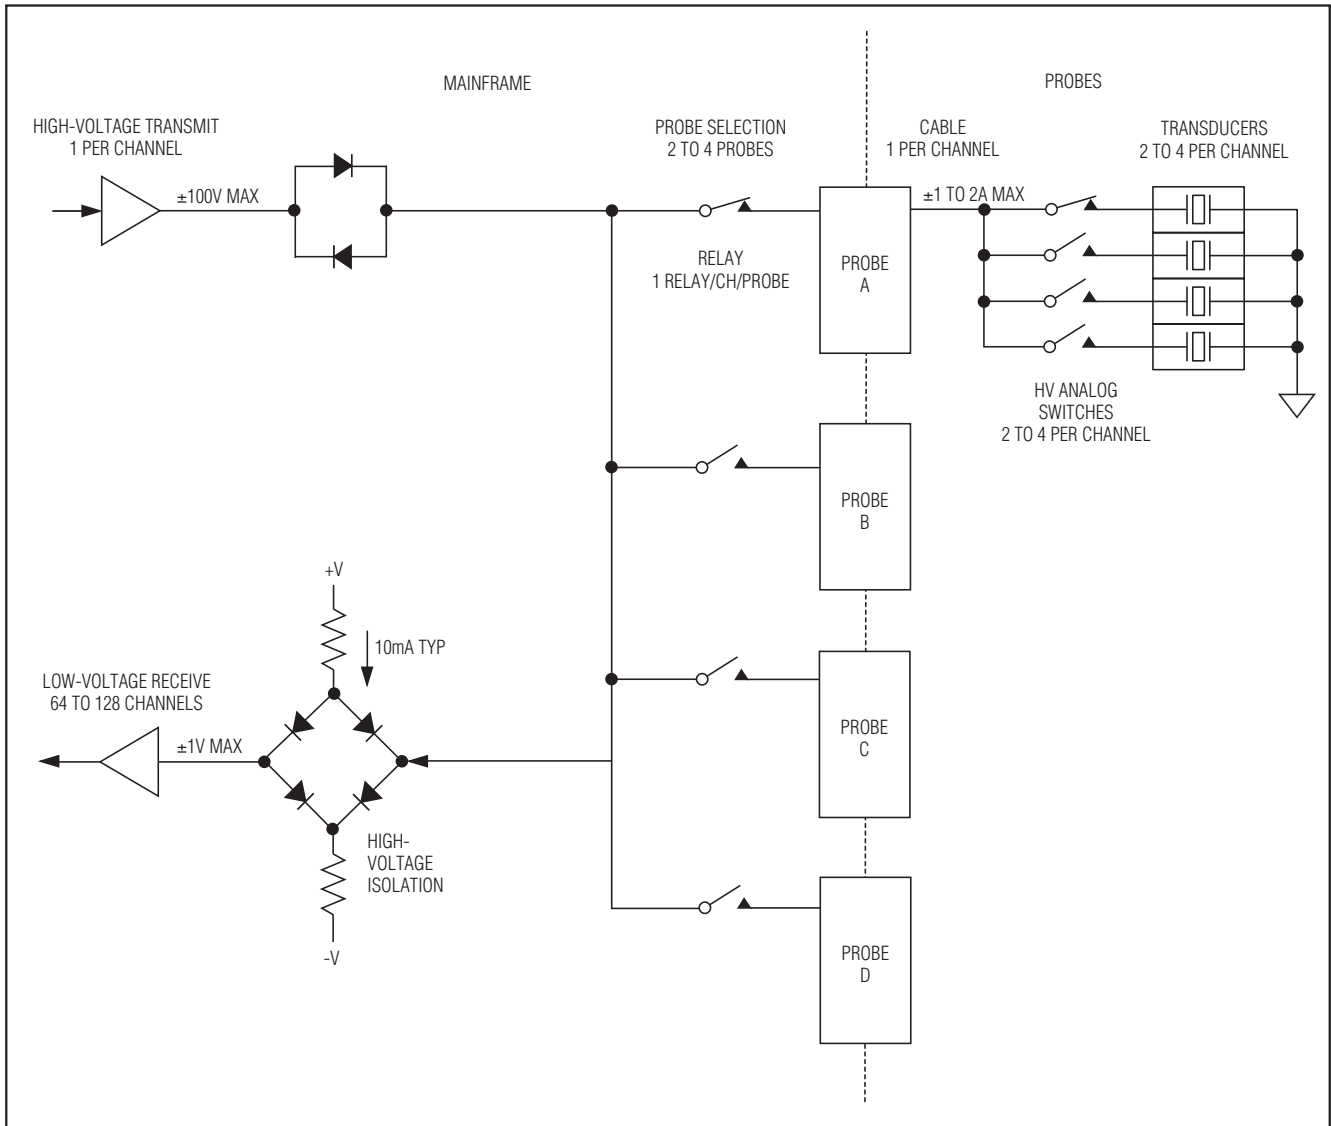 MAINFRAME
PROBES
HIGH-VOLTAGE TRANSMIT
1 PER CHANNEL
±100V MAX
PROBE SELECTION
2 TO 4 PROBES
RELAY
1 RELAY/CH/PROBE
CABLE
1 PER CHANNEL
±1 TO 2A MAX
TRANSDUCERS
2 TO 4 PER CHANNEL
PROBE
A
HV ANALOG
SWITCHES
2 TO 4 PER CHANNEL
PROBE
B
+V
10mA TYP
LOW-VOLTAGE RECEIVE
64 TO 128 CHANNELS
±1V MAX
HIGH-
VOLTAGE
ISOLATION
-V
PROBE
C
PROBE
D